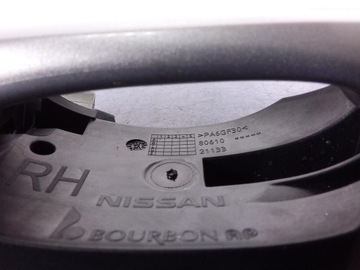 >PA6GF30<
80610
21133
RH
NISSAN
BOURBON